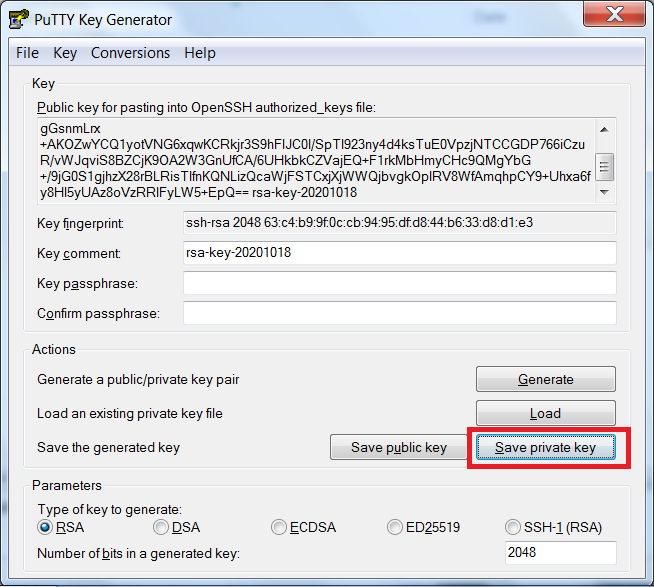 PuTTY Key Generator
File Key Conversions Help
Key
Public key for pasting into OpenSSH authorized_keys file:
gGsnmLrx
+AKOZwYCQ1yotVNG6xqwKCRkjr3S9hFIJC0I/SpTI923ny4d4ksTuE0VpzjNTCCGDP766iCzu
R/vWJqviS8BZCjK9OA2W3GnUfCA/6UHkbkCZVajEQ+F1rkMbHmyCHc9QMgYbG
+/9jG0S1gjhzX28rBLRisTIfnKQNLizQcaWjFSTCxjXjWWQjbvgkOpIRV8WfAmqhpCY9+Uhxa6f
y8HI5yUAz8oVzRRIFyLW5+EpQ== rsa-key-20201018
Key fingerprint: ssh-rsa 2048 63:c4:b9:9f:0c:cb:94:95:df:d8:44:b6:33:d8:d1:e3
Key comment: rsa-key-20201018
Key passphrase:
Confirm passphrase:
Actions
Generate a public/private key pair Generate
Load an existing private key file Load
Save the generated key Save public key Save private key
Parameters
Type of key to generate:
RSA DSA ECDSA ED25519 SSH-1 (RSA)
Number of bits in a generated key: 2048